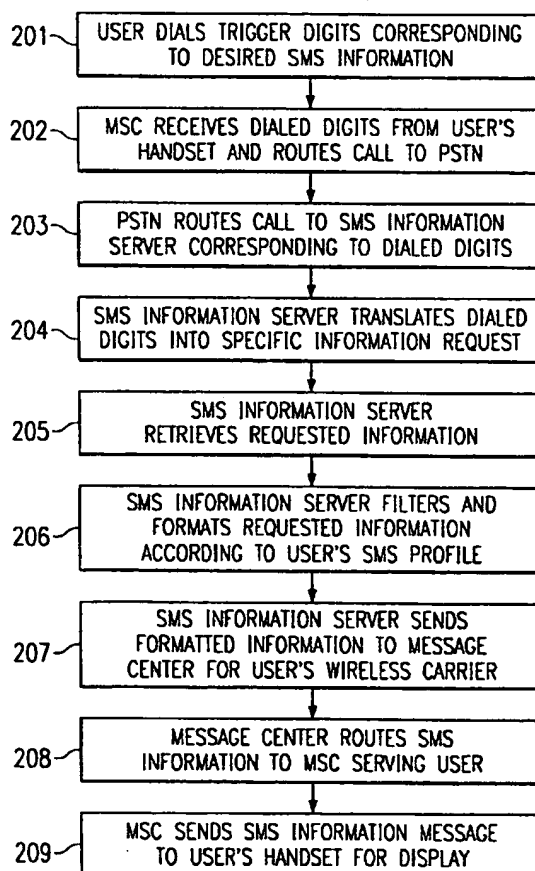 201
USER DIALS TRIGGER DIGITS CORRESPONDING
TO DESIRED SMS INFORMATION
202
MSC RECEIVES DIALED DIGITS FROM USER'S
HANDSET AND ROUTES CALL TO PSTN
203
PSTN ROUTES CALL TO SMS INFORMATION
SERVER CORRESPONDING TO DIALED DIGITS
204
SMS INFORMATION SERVER TRANSLATES DIALED
DIGITS INTO SPECIFIC INFORMATION REQUEST
205
SMS INFORMATION SERVER
RETRIEVES REQUESTED INFORMATION
206
SMS INFORMATION SERVER FILTERS AND
FORMATS REQUESTED INFORMATION
ACCORDING TO USER'S SMS PROFILE
207
SMS INFORMATION SERVER SENDS
FORMATTED INFORMATION TO MESSAGE
CENTER FOR USER'S WIRELESS CARRIER
208
MESSAGE CENTER ROUTES SMS
INFORMATION TO MSC SERVING USER
209
MSC SENDS SMS INFORMATION MESSAGE
TO USER'S HANDSET FOR DISPLAY